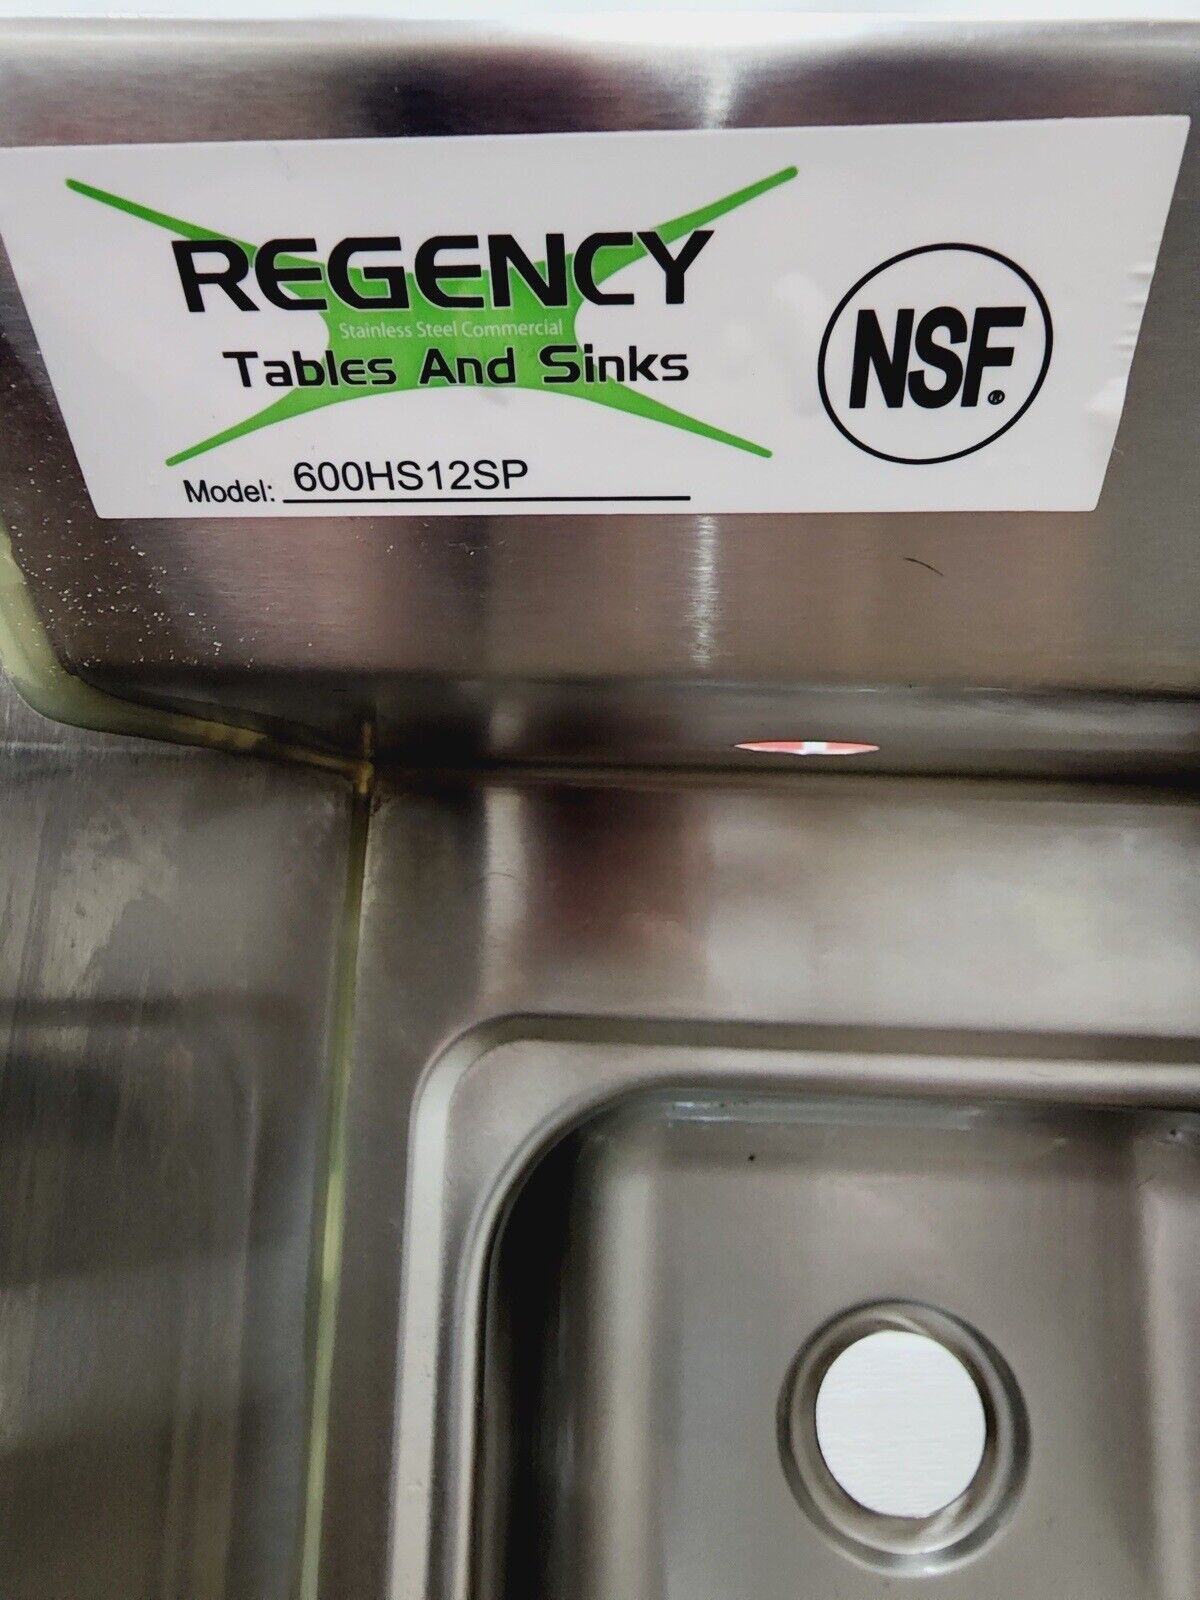 REGENCY
Stainless Steel Commercial
Tables And Sinks
Model: 600HS12SP
NSF®